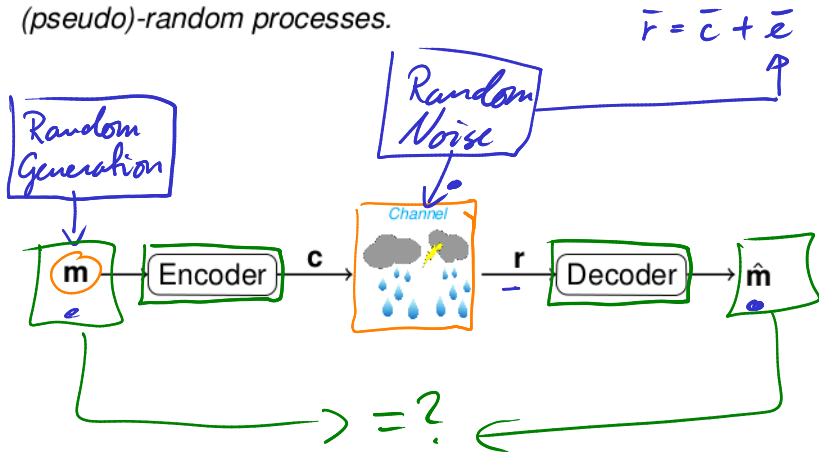 (pseudo)-random processes.
r̄ = c̄ + ē
Random
Noise
Random
Generation
Channel
m
Encoder
c
r
Decoder
m̂
= ?